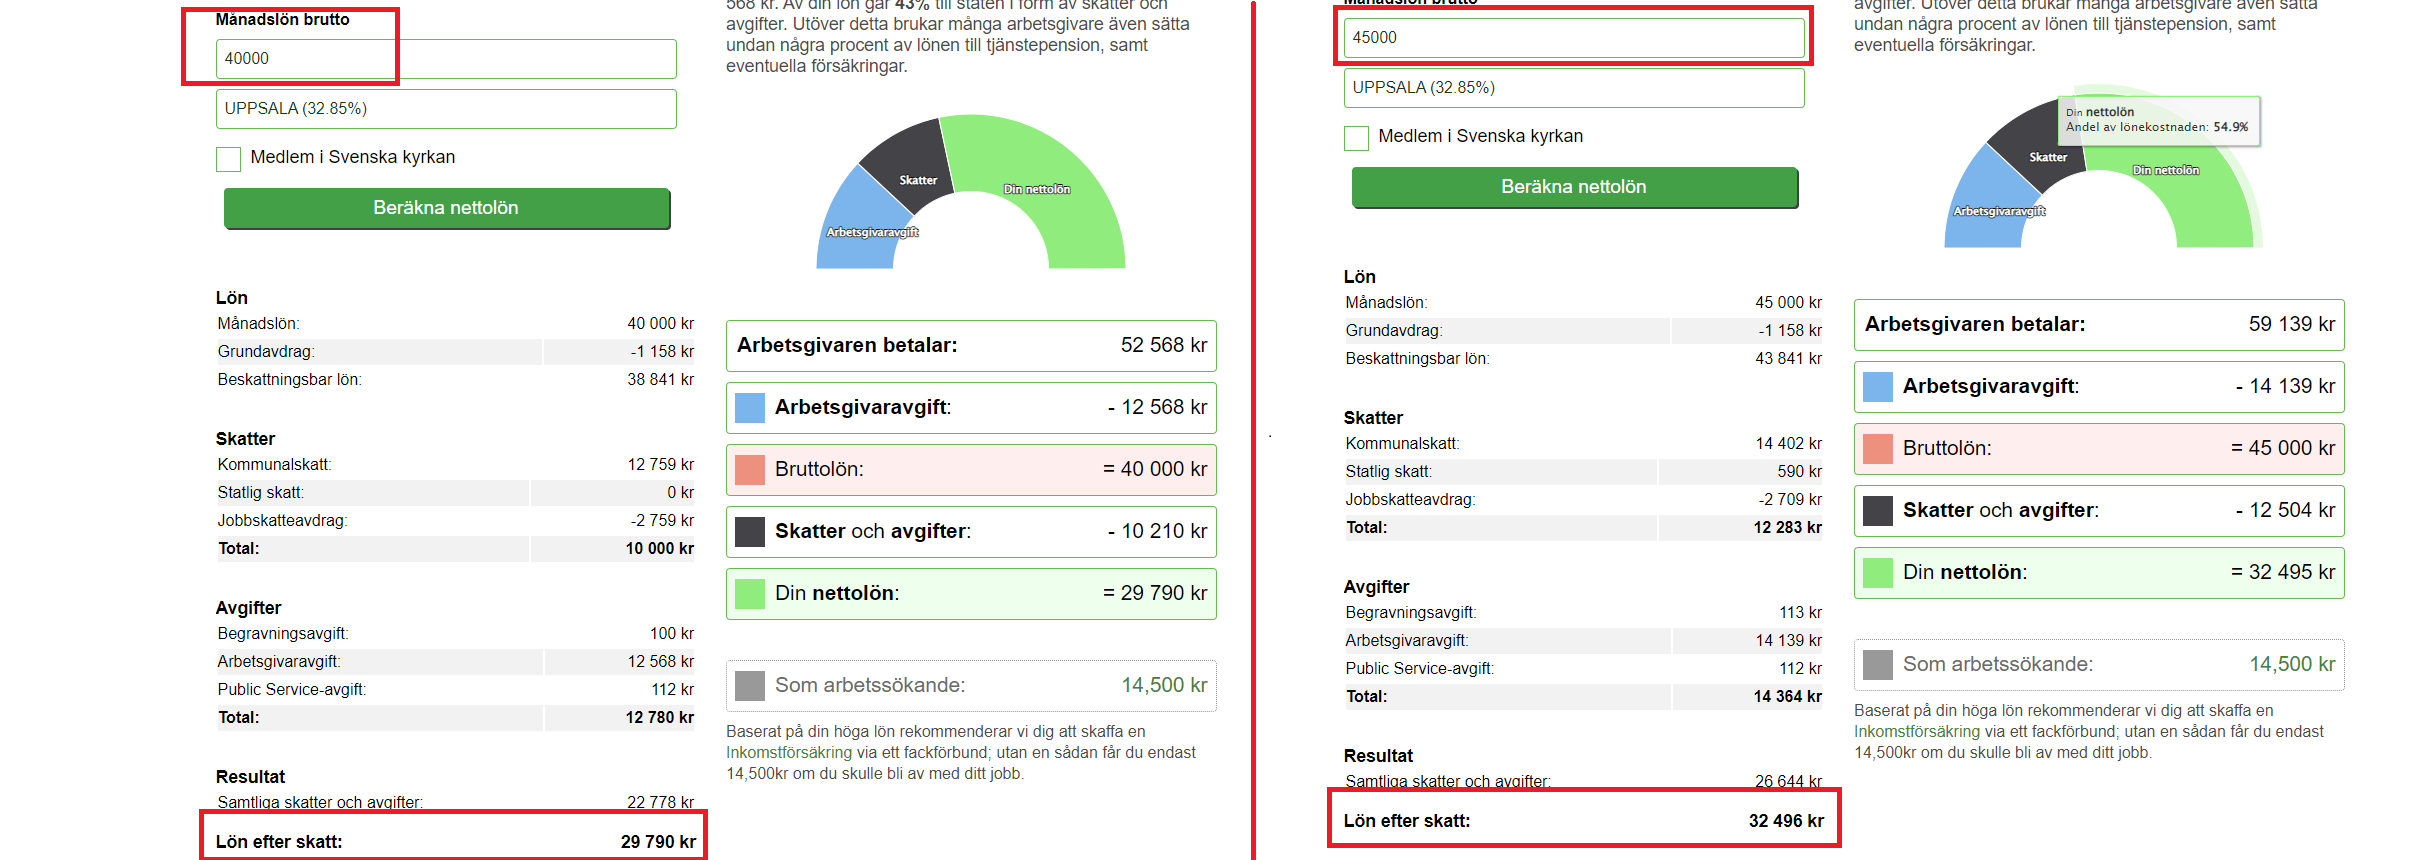 Månadslön brutto
40000
UPPSALA (32.85%)
Medlem i Svenska kyrkan
Beräkna nettolön
Lön
Månadslön: 40 000 kr
Grundavdrag: -1 158 kr
Beskattningsbar lön: 38 841 kr
Skatter
Kommunalskatt: 12 759 kr
Statlig skatt: 0 kr
Jobbskatteavdrag: -2 759 kr
Total: 10 000 kr
Avgifter
Begravningsavgift: 100 kr
Arbetsgivaravgift: 12 568 kr
Public Service-avgift: 112 kr
Total: 12 780 kr
Resultat
Samtliga skatter och avgifter: 22 778 kr
Lön efter skatt: 29 790 kr
568 kr. Av din lön går 43% till staten i form av skatter och
avgifter. Utöver detta brukar många arbetsgivare även sätta
undan några procent av lönen till tjänstepension, samt
eventuella försäkringar.
Skatter
Din nettolön
Arbetsgivaravgift
Arbetsgivaren betalar: 52 568 kr
Arbetsgivaravgift: - 12 568 kr
Bruttolön: = 40 000 kr
Skatter och avgifter: - 10 210 kr
Din nettolön: = 29 790 kr
Som arbetssökande: 14,500 kr
Baserat på din höga lön rekommenderar vi dig att skaffa en
Inkomstförsäkring via ett fackförbund; utan en sådan får du endast
14,500kr om du skulle bli av med ditt jobb.
Månadslön brutto
45000
UPPSALA (32.85%)
Medlem i Svenska kyrkan
Beräkna nettolön
Lön
Månadslön: 45 000 kr
Grundavdrag: -1 158 kr
Beskattningsbar lön: 43 841 kr
Skatter
Kommunalskatt: 14 402 kr
Statlig skatt: 590 kr
Jobbskatteavdrag: -2 709 kr
Total: 12 283 kr
Avgifter
Begravningsavgift: 113 kr
Arbetsgivaravgift: 14 139 kr
Public Service-avgift: 112 kr
Total: 14 364 kr
Resultat
Samtliga skatter och avgifter: 26 644 kr
Lön efter skatt: 32 496 kr
avgifter. Utöver detta brukar många arbetsgivare även sätta
undan några procent av lönen till tjänstepension, samt
eventuella försäkringar.
Din nettolön
Andel av lönekostnaden: 54.9%
Skatter
Din nettolön
Arbetsgivaravgift
Arbetsgivaren betalar: 59 139 kr
Arbetsgivaravgift: - 14 139 kr
Bruttolön: = 45 000 kr
Skatter och avgifter: - 12 504 kr
Din nettolön: = 32 495 kr
Som arbetssökande: 14,500 kr
Baserat på din höga lön rekommenderar vi dig att skaffa en
Inkomstförsäkring via ett fackförbund; utan en sådan får du endast
14,500kr om du skulle bli av med ditt jobb.